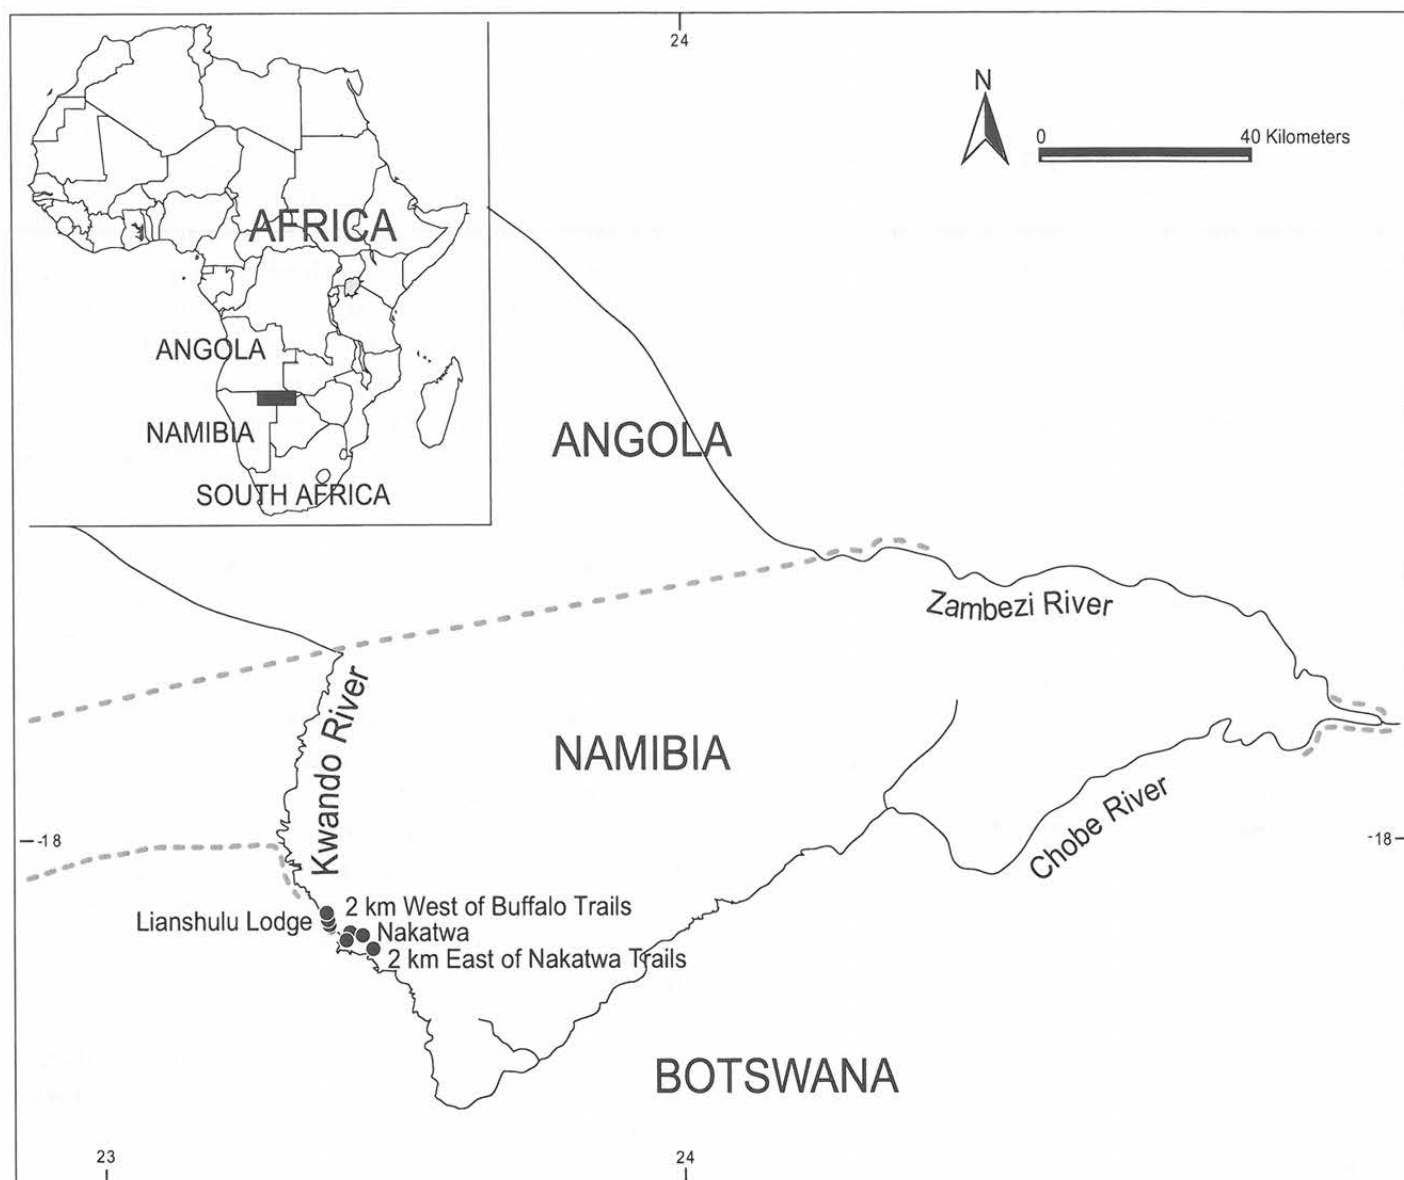 24
N
0 40 Kilometers
AFRICA
ANGOLA
NAMIBIA
SOUTH AFRICA
ANGOLA
Zambezi River
Kwando River
NAMIBIA
Chobe River
-18
-18
2 km West of Buffalo Trails
Lianshulu Lodge
Nakatwa
2 km East of Nakatwa Trails
BOTSWANA
23
24